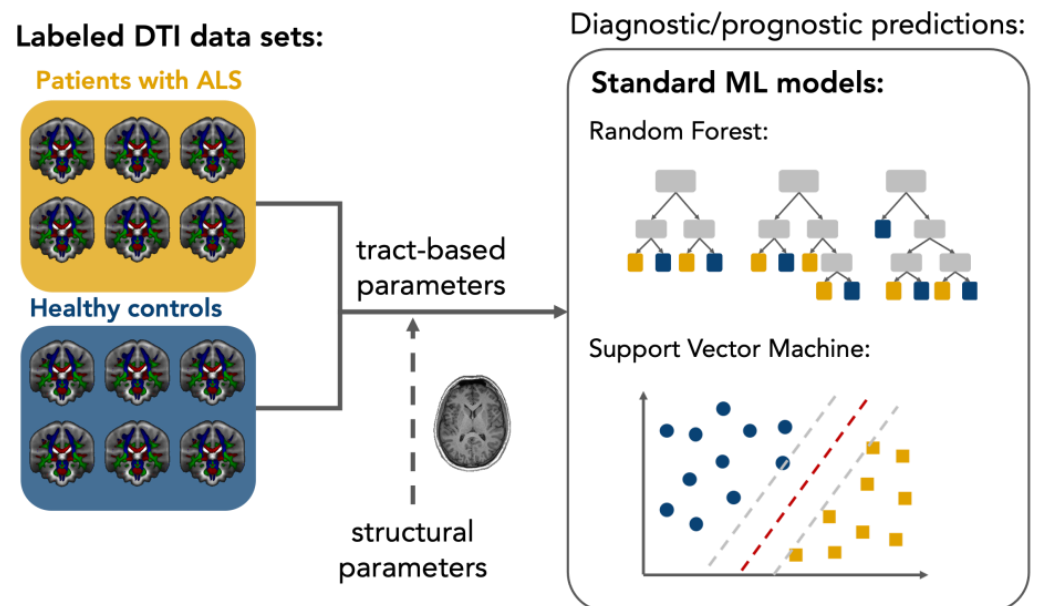 Labeled DTI data sets:
Patients with ALS
Healthy controls
tract-based
parameters
structural
parameters
Diagnostic/prognostic predictions:
Standard ML models:
Random Forest:
Support Vector Machine: